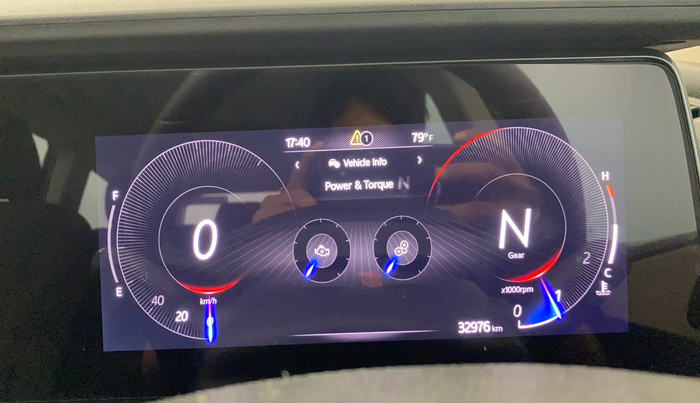 17:40 1 79°F
‹ Vehicle Info ›
Power & Torque N
F H
0 N
Gear
E C
40 2
km/h x1000rpm
20 0 1
0
32976 km